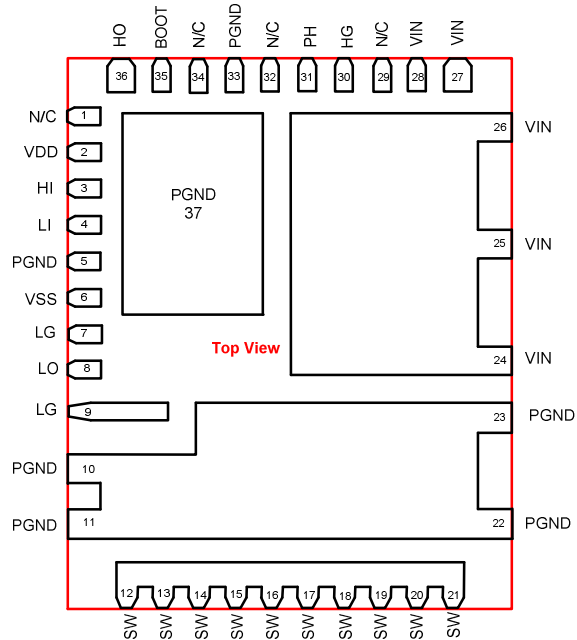 HO BOOT N/C PGND N/C PH HG N/C VIN VIN
36 35 34 33 32 31 30 29 28 27
N/C 1
VDD 2
HI 3
LI 4
PGND 5
VSS 6
LG 7
LO 8
LG 9
PGND 10
PGND 11
PGND
37
Top View
26 VIN
25 VIN
24 VIN
23 PGND
22 PGND
12 13 14 15 16 17 18 19 20 21
SW SW SW SW SW SW SW SW SW SW